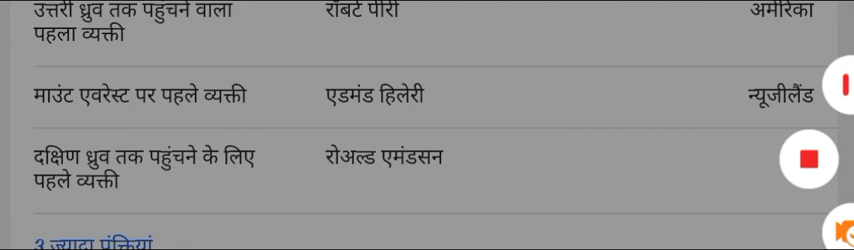 उत्तरी ध्रुव तक पहुंचने वाला रॉबर्ट पीरी अमेरिका
पहला व्यक्ती
माउंट एवरेस्ट पर पहले व्यक्ती एडमंड हिलेरी न्यूजीलैंड
दक्षिण ध्रुव तक पहुंचने के लिए रोअल्ड एमंडसन
पहले व्यक्ती
3 ज्यादा पंक्तियां